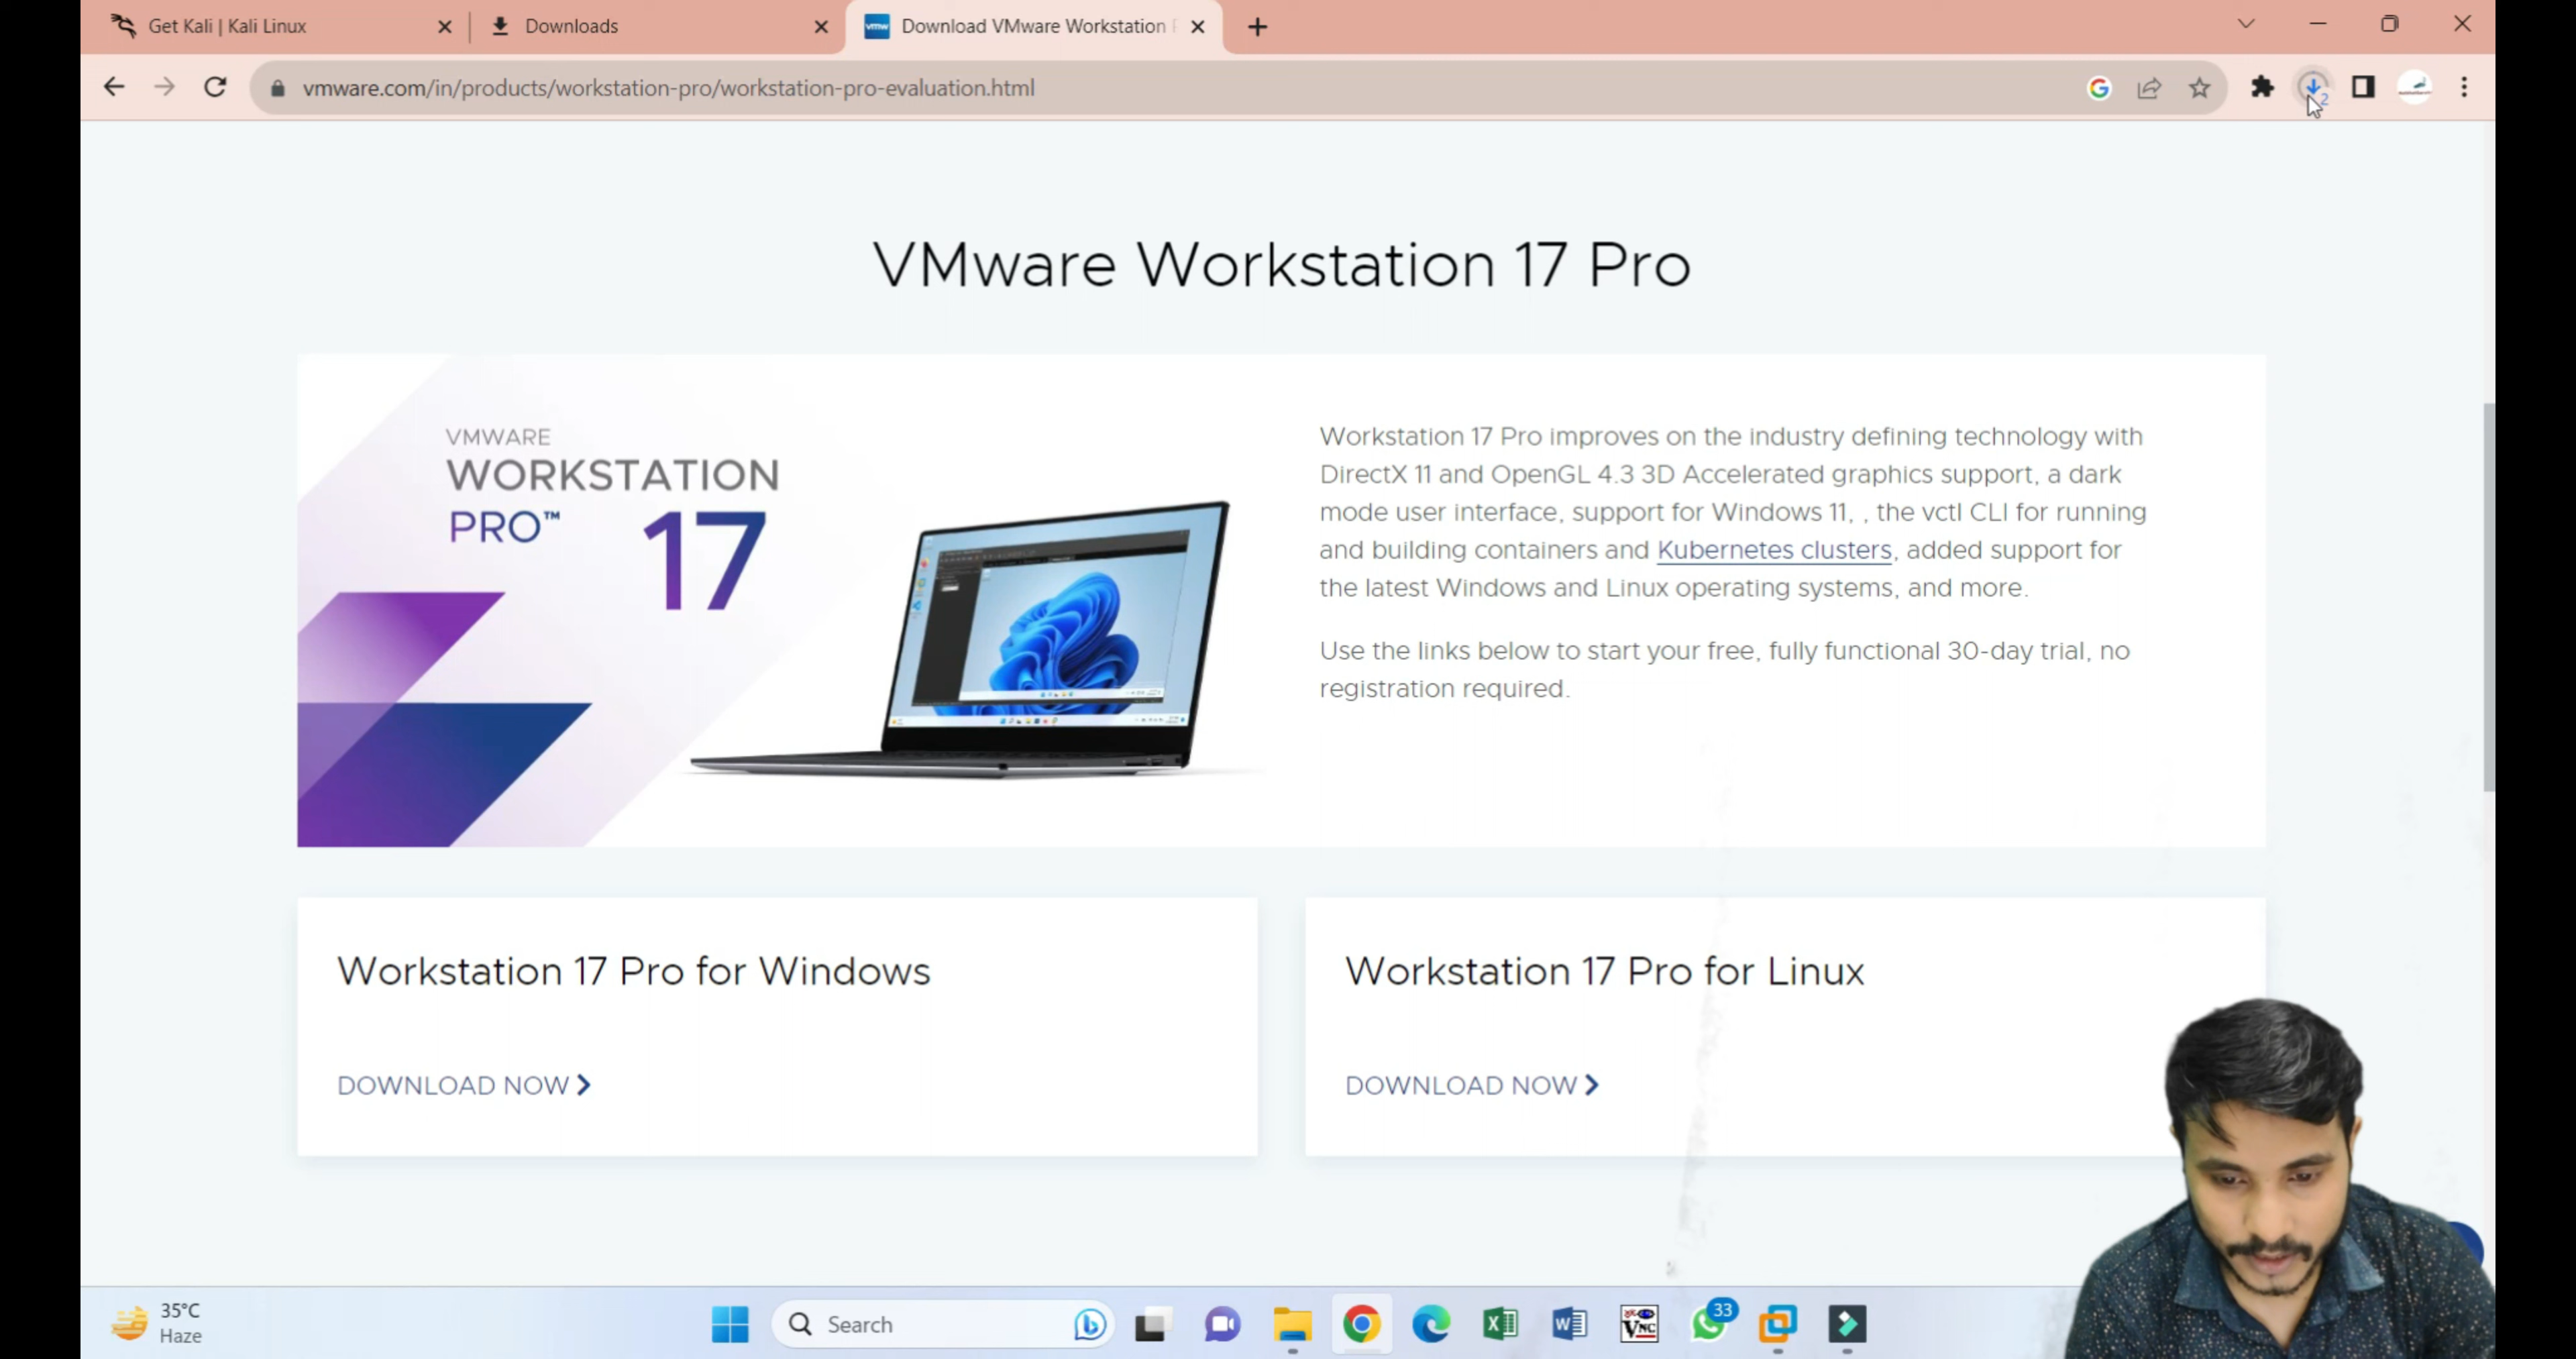 Get Kali | Kali Linux
Downloads
Download VMware Workstation P
vmware.com/in/products/workstation-pro/workstation-pro-evaluation.html
2
VMware Workstation 17 Pro
VMWARE
WORKSTATION
PRO™ 17
Workstation 17 Pro improves on the industry defining technology with
DirectX 11 and OpenGL 4.3 3D Accelerated graphics support, a dark
mode user interface, support for Windows 11, , the vctl CLI for running
and building containers and Kubernetes clusters, added support for
the latest Windows and Linux operating systems, and more.
Use the links below to start your free, fully functional 30-day trial, no
registration required.
Workstation 17 Pro for Windows
DOWNLOAD NOW
Workstation 17 Pro for Linux
DOWNLOAD NOW
35°C
Haze
Search
VNC
33